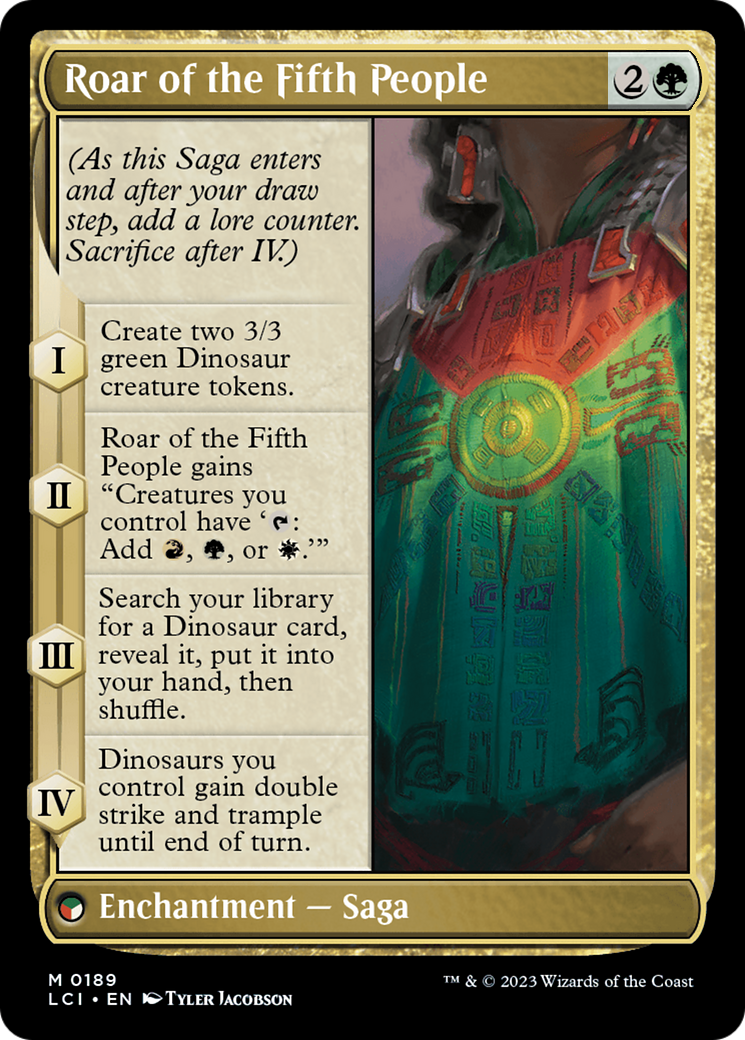 Roar of the Fifth People 2
(As this Saga enters
and after your draw
step, add a lore counter.
Sacrifice after IV.)
I
Create two 3/3
green Dinosaur
creature tokens.
II
Roar of the Fifth
People gains
“Creatures you
control have ‘:
Add , , or .’”
III
Search your library
for a Dinosaur card,
reveal it, put it into
your hand, then
shuffle.
IV
Dinosaurs you
control gain double
strike and trample
until end of turn.
Enchantment — Saga
M 0189
LCI • EN Tyler Jacobson
™ & © 2023 Wizards of the Coast